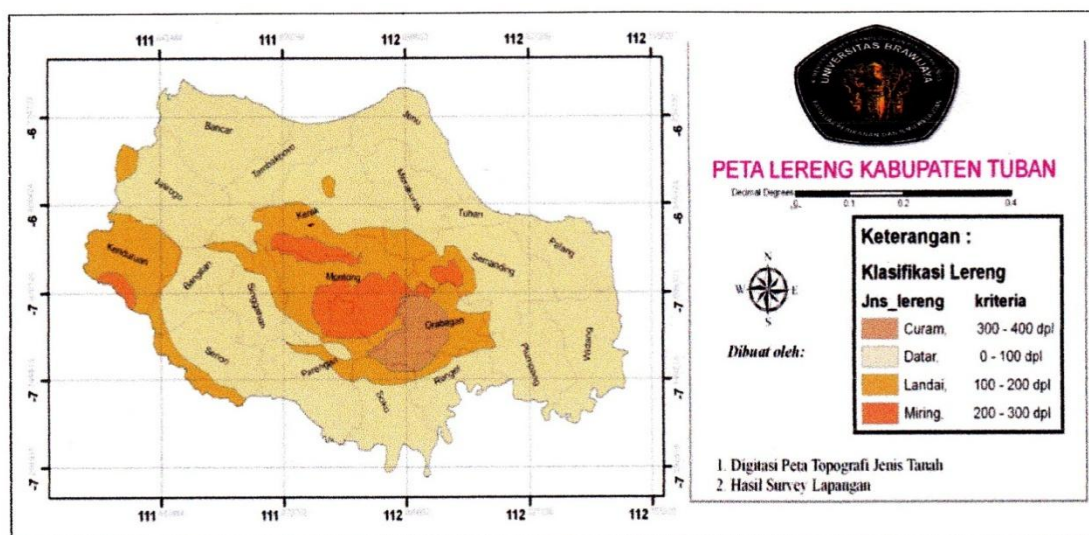 111
111
112
112
112
-6
-6
-7
-7
-7
Bancar
Jenu
Tambakboyo
Jatirogo
Merakurak
Tuban
Kerek
Palang
Kenduruan
Semanding
Bangilan
Montong
Singgahan
Grabagan
Senori
Parengan
Rengel
Plumpang
Widang
Soko
111
111
112
112
112
UNIVERSITAS BRAWIJAYA
PETA LERENG KABUPATEN TUBAN
Decimal Degrees
0 0.1 0.2 0.4
Keterangan :
Klasifikasi Lereng
Jns_lereng kriteria
Curam, 300 - 400 dpl
Datar, 0 - 100 dpl
Landai, 100 - 200 dpl
Miring, 200 - 300 dpl
N
W E
S
Dibuat oleh:
1. Digitasi Peta Topografi Jenis Tanah
2. Hasil Survey Lapangan